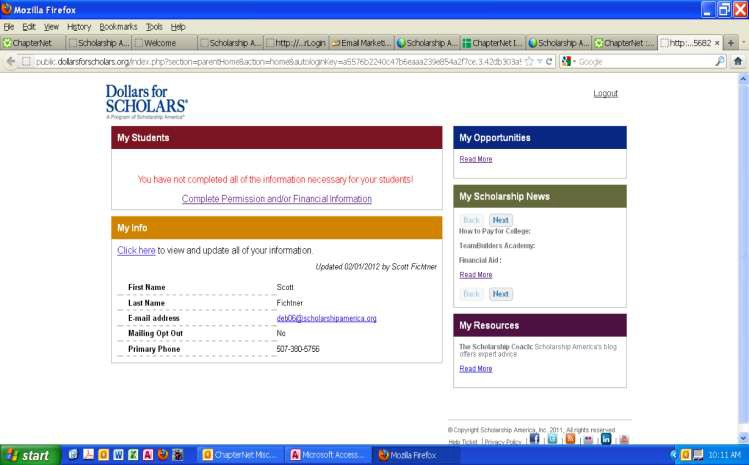 Mozilla Firefox
File Edit View History Bookmarks Tools Help
ChapterNet Scholarship A... Welcome Scholarship A... http://...rLogin Email Marketi... Scholarship A... ChapterNet I... Scholarship A... ChapterNet :... http:...5682
public.dollarsforscholars.org/index.php?section=parentHome&action=home&autologinkey= Google
Dollars for
SCHOLARS®
A Program of Scholarship America®
Logout
My Students
You have not completed all of the information necessary for your students!
Complete Permission and/or Financial Information
My Info
Click here to view and update all of your information.
Updated 02/01/2012 by Scott Fichtner
First Name Scott
Last Name Fichtner
E-mail address deb06@scholarshipamerica.org
Mailing Opt Out No
Primary Phone 507-380-5756
My Opportunities
Read More
My Scholarship News
Back Next
How to Pay for College:
TeamBuilders Academy:
Financial Aid :
Read More
Back Next
My Resources
The Scholarship Coach: Scholarship America's blog
offers expert advice
Read More
© Copyright Scholarship America, Inc. 2011. All rights reserved.
Help Ticket | Privacy Policy |
start ChapterNet Misc... Microsoft Access... Mozilla Firefox 10:11 AM